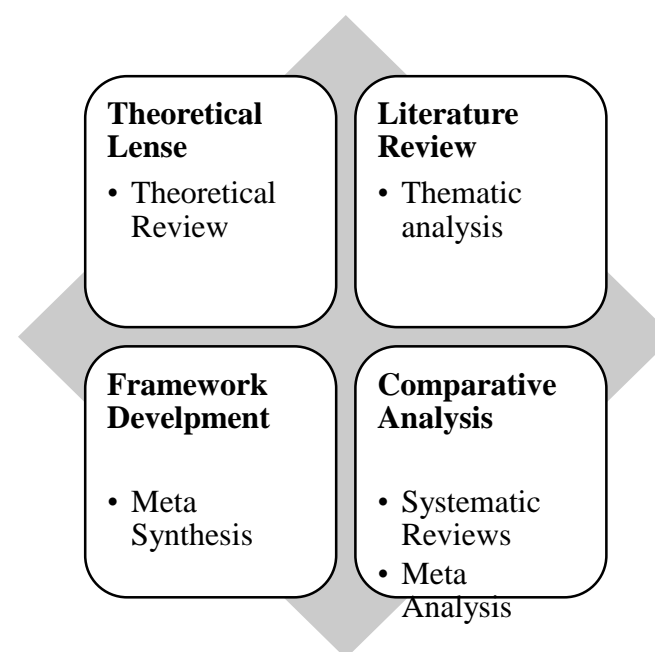 Theoretical
Lense
• Theoretical
Review
Literature
Review
• Thematic
analysis
Framework
Develpment
• Meta
Synthesis
Comparative
Analysis
• Systematic
Reviews
• Meta
Analysis